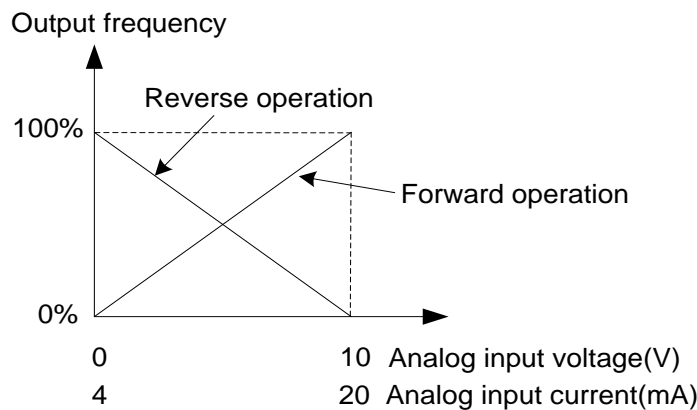 Output frequency
Reverse operation
100%
Forward operation
0%
0 10 Analog input voltage(V)
4 20 Analog input current(mA)